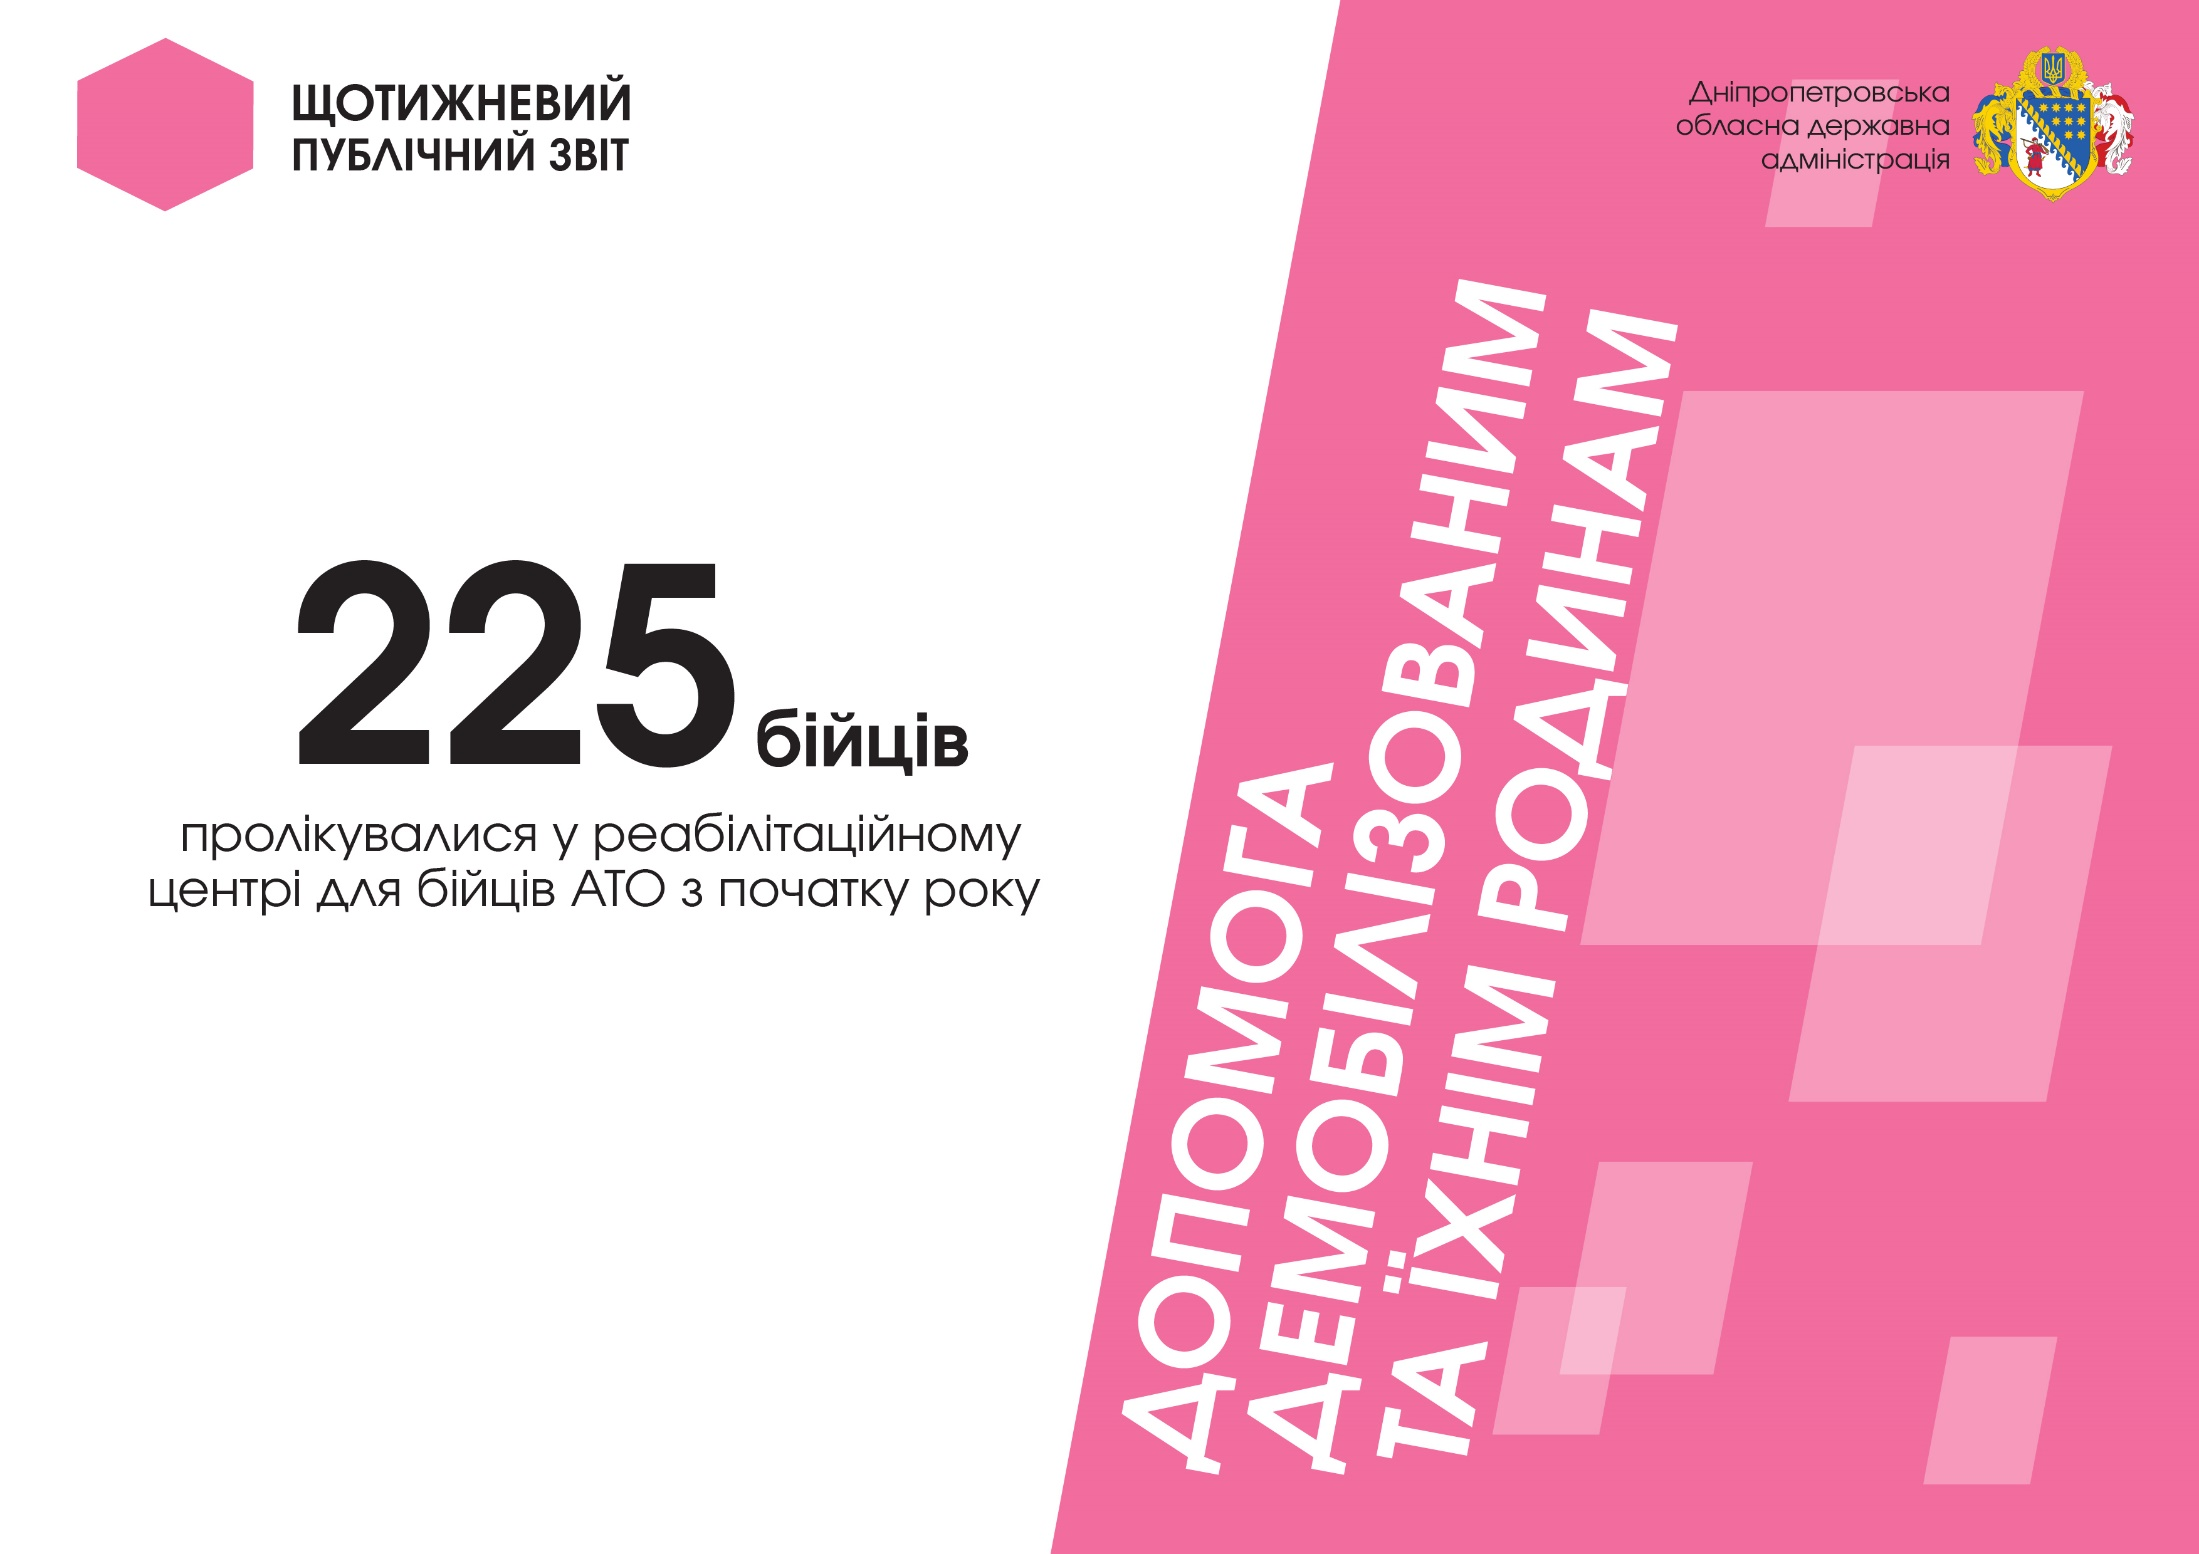 ЩОТИЖНЕВИЙ
ПУБЛІЧНИЙ ЗВІТ
Дніпропетровська
обласна державна
адміністрація
225 бійців
пролікувалися у реабілітаційному
центрі для бійців АТО з початку року
ДОПОМОГА
ДЕМОБІЛІЗОВАНИМ
ТА ЇХНІМ РОДИНАМ